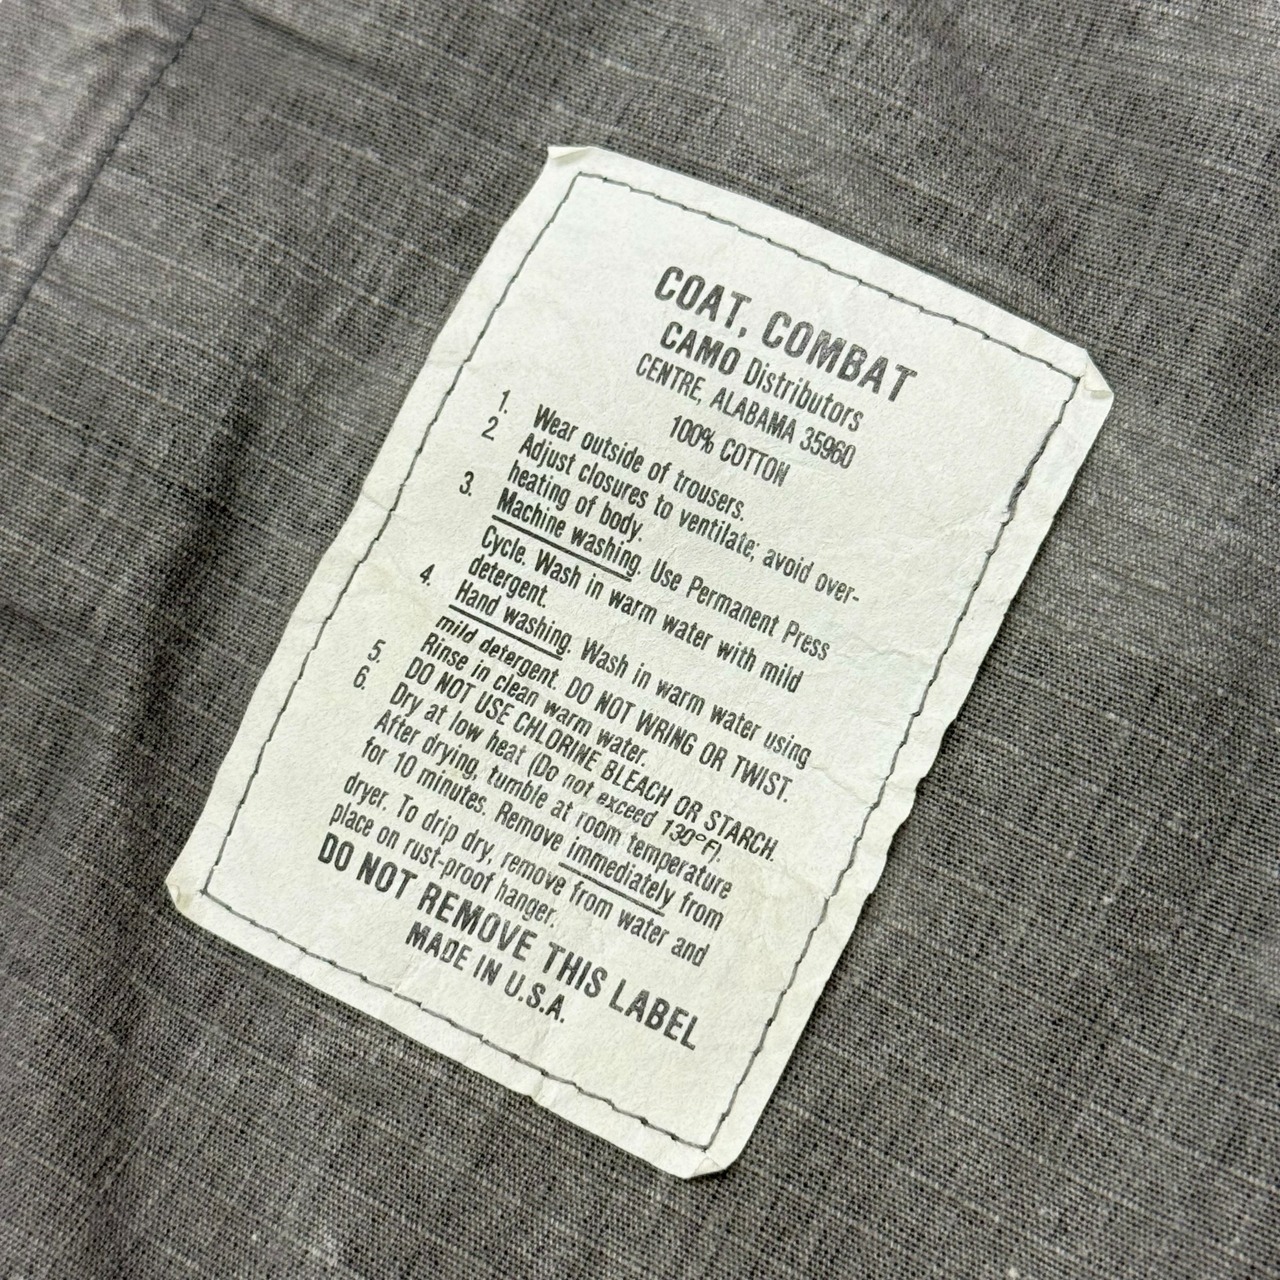 COAT, COMBAT
CAMO Distributors
CENTRE, ALABAMA 35960
100% COTTON
1. Wear outside of trousers.
2. Adjust closures to ventilate; avoid over-
heating of body.
3. Machine washing. Use Permanent Press
Cycle. Wash in warm water with mild
detergent.
4. Hand washing. Wash in warm water using
mild detergent. DO NOT WRING OR TWIST.
Rinse in clean warm water.
5. DO NOT USE CHLORINE BLEACH OR STARCH.
6. Dry at low heat (Do not exceed 130°F).
After drying, tumble at room temperature
for 10 minutes. Remove immediately from
dryer. To drip dry, remove from water and
place on rust-proof hanger.
DO NOT REMOVE THIS LABEL
MADE IN U.S.A.